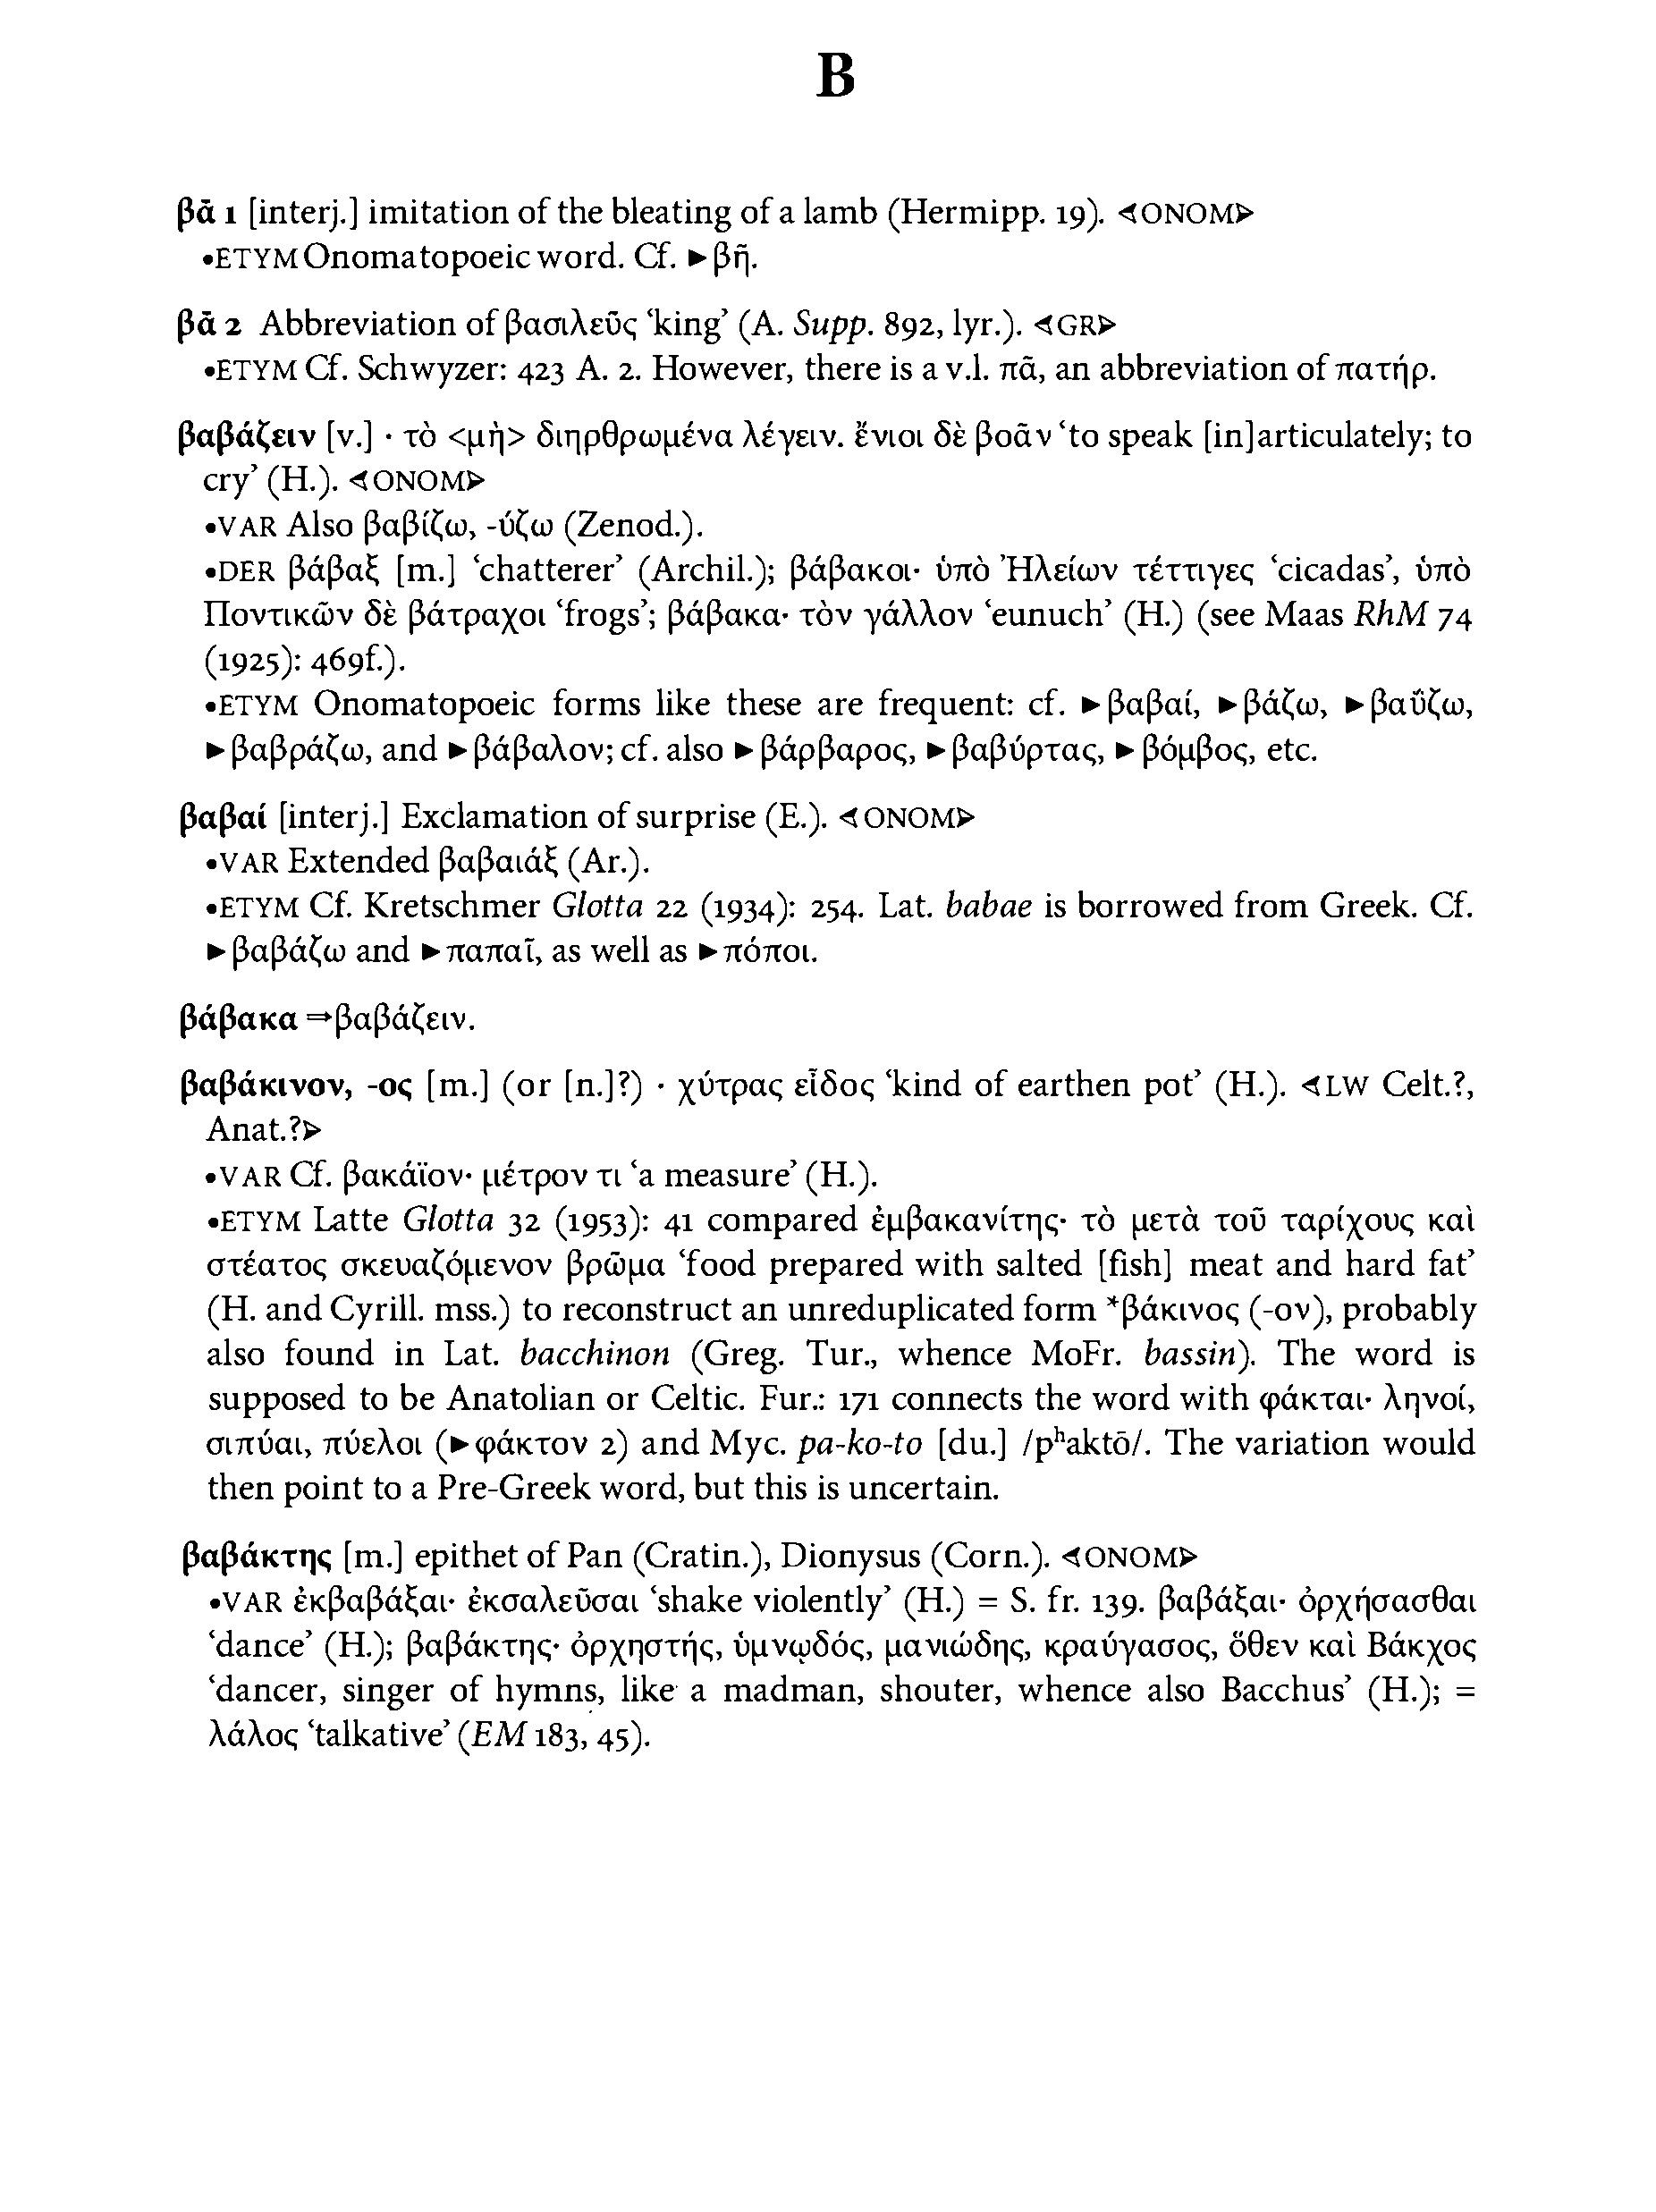 B
βᾶ 1 [interj.] imitation of the bleating of a lamb (Hermipp. 19). ⊲ONOM⊳
•ETYM Onomatopoeic word. Cf. ►βῆ.
βᾶ 2 Abbreviation of βασιλεῦς ‘king’ (A. Supp. 892, lyr.). ⊲GR⊳
•ETYM Cf. Schwyzer: 423 A. 2. However, there is a v.l. πᾶ, an abbreviation of πατήρ.
βαβάζειν [v.] · τὸ <μὴ> διηρθρωμένα λέγειν. ἔνιοι δὲ βοᾶν ‘to speak [in]articulately; to
cry’ (H.). ⊲ONOM⊳
•VAR Also βαβίζω, -ύζω (Zenod.).
•DER βάβαξ [m.] ‘chatterer’ (Archil.); βάβακοι· ὑπὸ Ἠλείων τέττιγες ‘cicadas’, ὑπὸ
Ποντικῶν δὲ βάτραχοι ‘frogs’; βάβακα· τὸν γάλλον ‘eunuch’ (H.) (see Maas RhM 74
(1925): 469f.).
•ETYM Onomatopoeic forms like these are frequent: cf. ►βαβαί, ►βάζω, ►βαΰζω,
►βαβράζω, and ►βάβαλον; cf. also ►βάρβαρος, ►βαβύρτας, ►βόμβος, etc.
βαβαί [interj.] Exclamation of surprise (E.). ⊲ONOM⊳
•VAR Extended βαβαιάξ (Ar.).
•ETYM Cf. Kretschmer Glotta 22 (1934): 254. Lat. babae is borrowed from Greek. Cf.
►βαβάζω and ►παπαῖ, as well as ►πόποι.
βάβακα ⇒βαβάζειν.
βαβάκινον, -ος [m.] (or [n.]?) · χύτρας εἶδος ‘kind of earthen pot’ (H.). ⊲LW Celt.?,
Anat.?⊳
•VAR Cf. βακάϊον· μέτρον τι ‘a measure’ (H.).
•ETYM Latte Glotta 32 (1953): 41 compared ἐμβακανίτης· τὸ μετὰ τοῦ ταρίχους καὶ
στέατος σκευαζόμενον βρῶμα ‘food prepared with salted [fish] meat and hard fat’
(H. and Cyrill. mss.) to reconstruct an unreduplicated form *βάκινος (-ον), probably
also found in Lat. bacchinon (Greg. Tur., whence MoFr. bassin). The word is
supposed to be Anatolian or Celtic. Fur.: 171 connects the word with φάκται· ληνοί,
σιπύαι, πύελοι (►φάκτον 2) and Myc. pa-ko-to [du.] /pʰaktō/. The variation would
then point to a Pre-Greek word, but this is uncertain.
βαβάκτης [m.] epithet of Pan (Cratin.), Dionysus (Corn.). ⊲ONOM⊳
•VAR ἐκβαβάξαι· ἐκσαλεῦσαι ‘shake violently’ (H.) = S. fr. 139. βαβάξαι· ὀρχήσασθαι
‘dance’ (H.); βαβάκτης· ὀρχηστής, ὑμνῳδός, μανιώδης, κραύγασος, ὅθεν καὶ Βάκχος
‘dancer, singer of hymns, like a madman, shouter, whence also Bacchus’ (H.); =
λάλος ‘talkative’ (EM 183, 45).